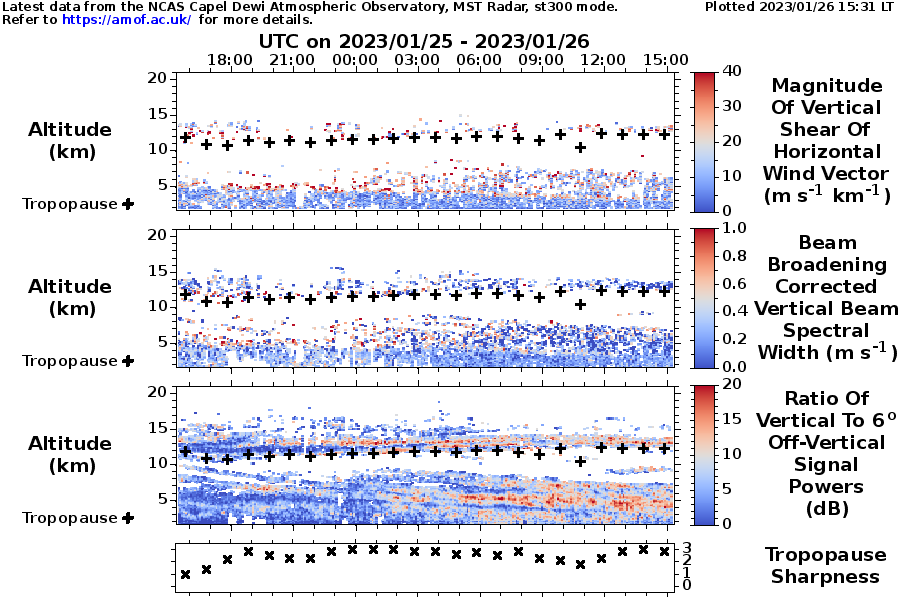 Latest data from the NCAS Capel Dewi Atmospheric Observatory, MST Radar, st300 mode.
Plotted 2023/01/26 15:31 LT
Refer to https://amof.ac.uk/ for more details.
UTC on 2023/01/25 - 2023/01/26
18:00 21:00 00:00 03:00 06:00 09:00 12:00 15:00
20
15
10
5
Altitude
(km)
Tropopause
40
30
20
10
0
Magnitude
Of Vertical
Shear Of
Horizontal
Wind Vector
(m s-1 km-1)
20
15
10
5
Altitude
(km)
Tropopause
1.0
0.8
0.6
0.4
0.2
0.0
Beam
Broadening
Corrected
Vertical Beam
Spectral
Width (m s-1)
20
15
10
5
Altitude
(km)
Tropopause
20
15
10
5
0
Ratio Of
Vertical To 6o
Off-Vertical
Signal
Powers
(dB)
3
2
1
0
Tropopause
Sharpness